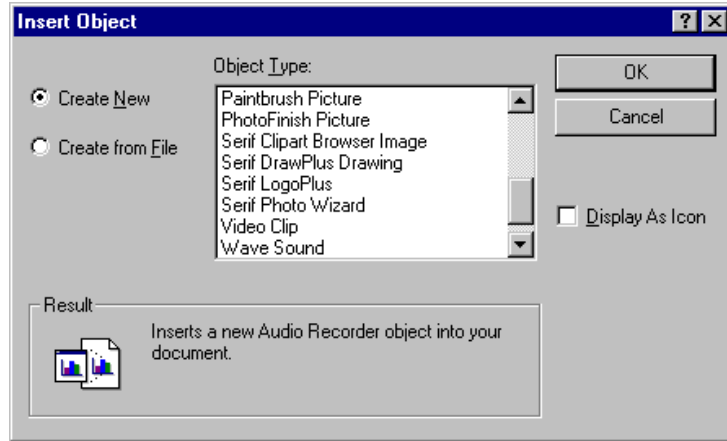 Insert Object
Object Type:
Create New
Create from File
Paintbrush Picture
PhotoFinish Picture
Serif Clipart Browser Image
Serif DrawPlus Drawing
Serif LogoPlus
Serif Photo Wizard
Video Clip
Wave Sound
OK
Cancel
Display As Icon
Result
Inserts a new Audio Recorder object into your
document.